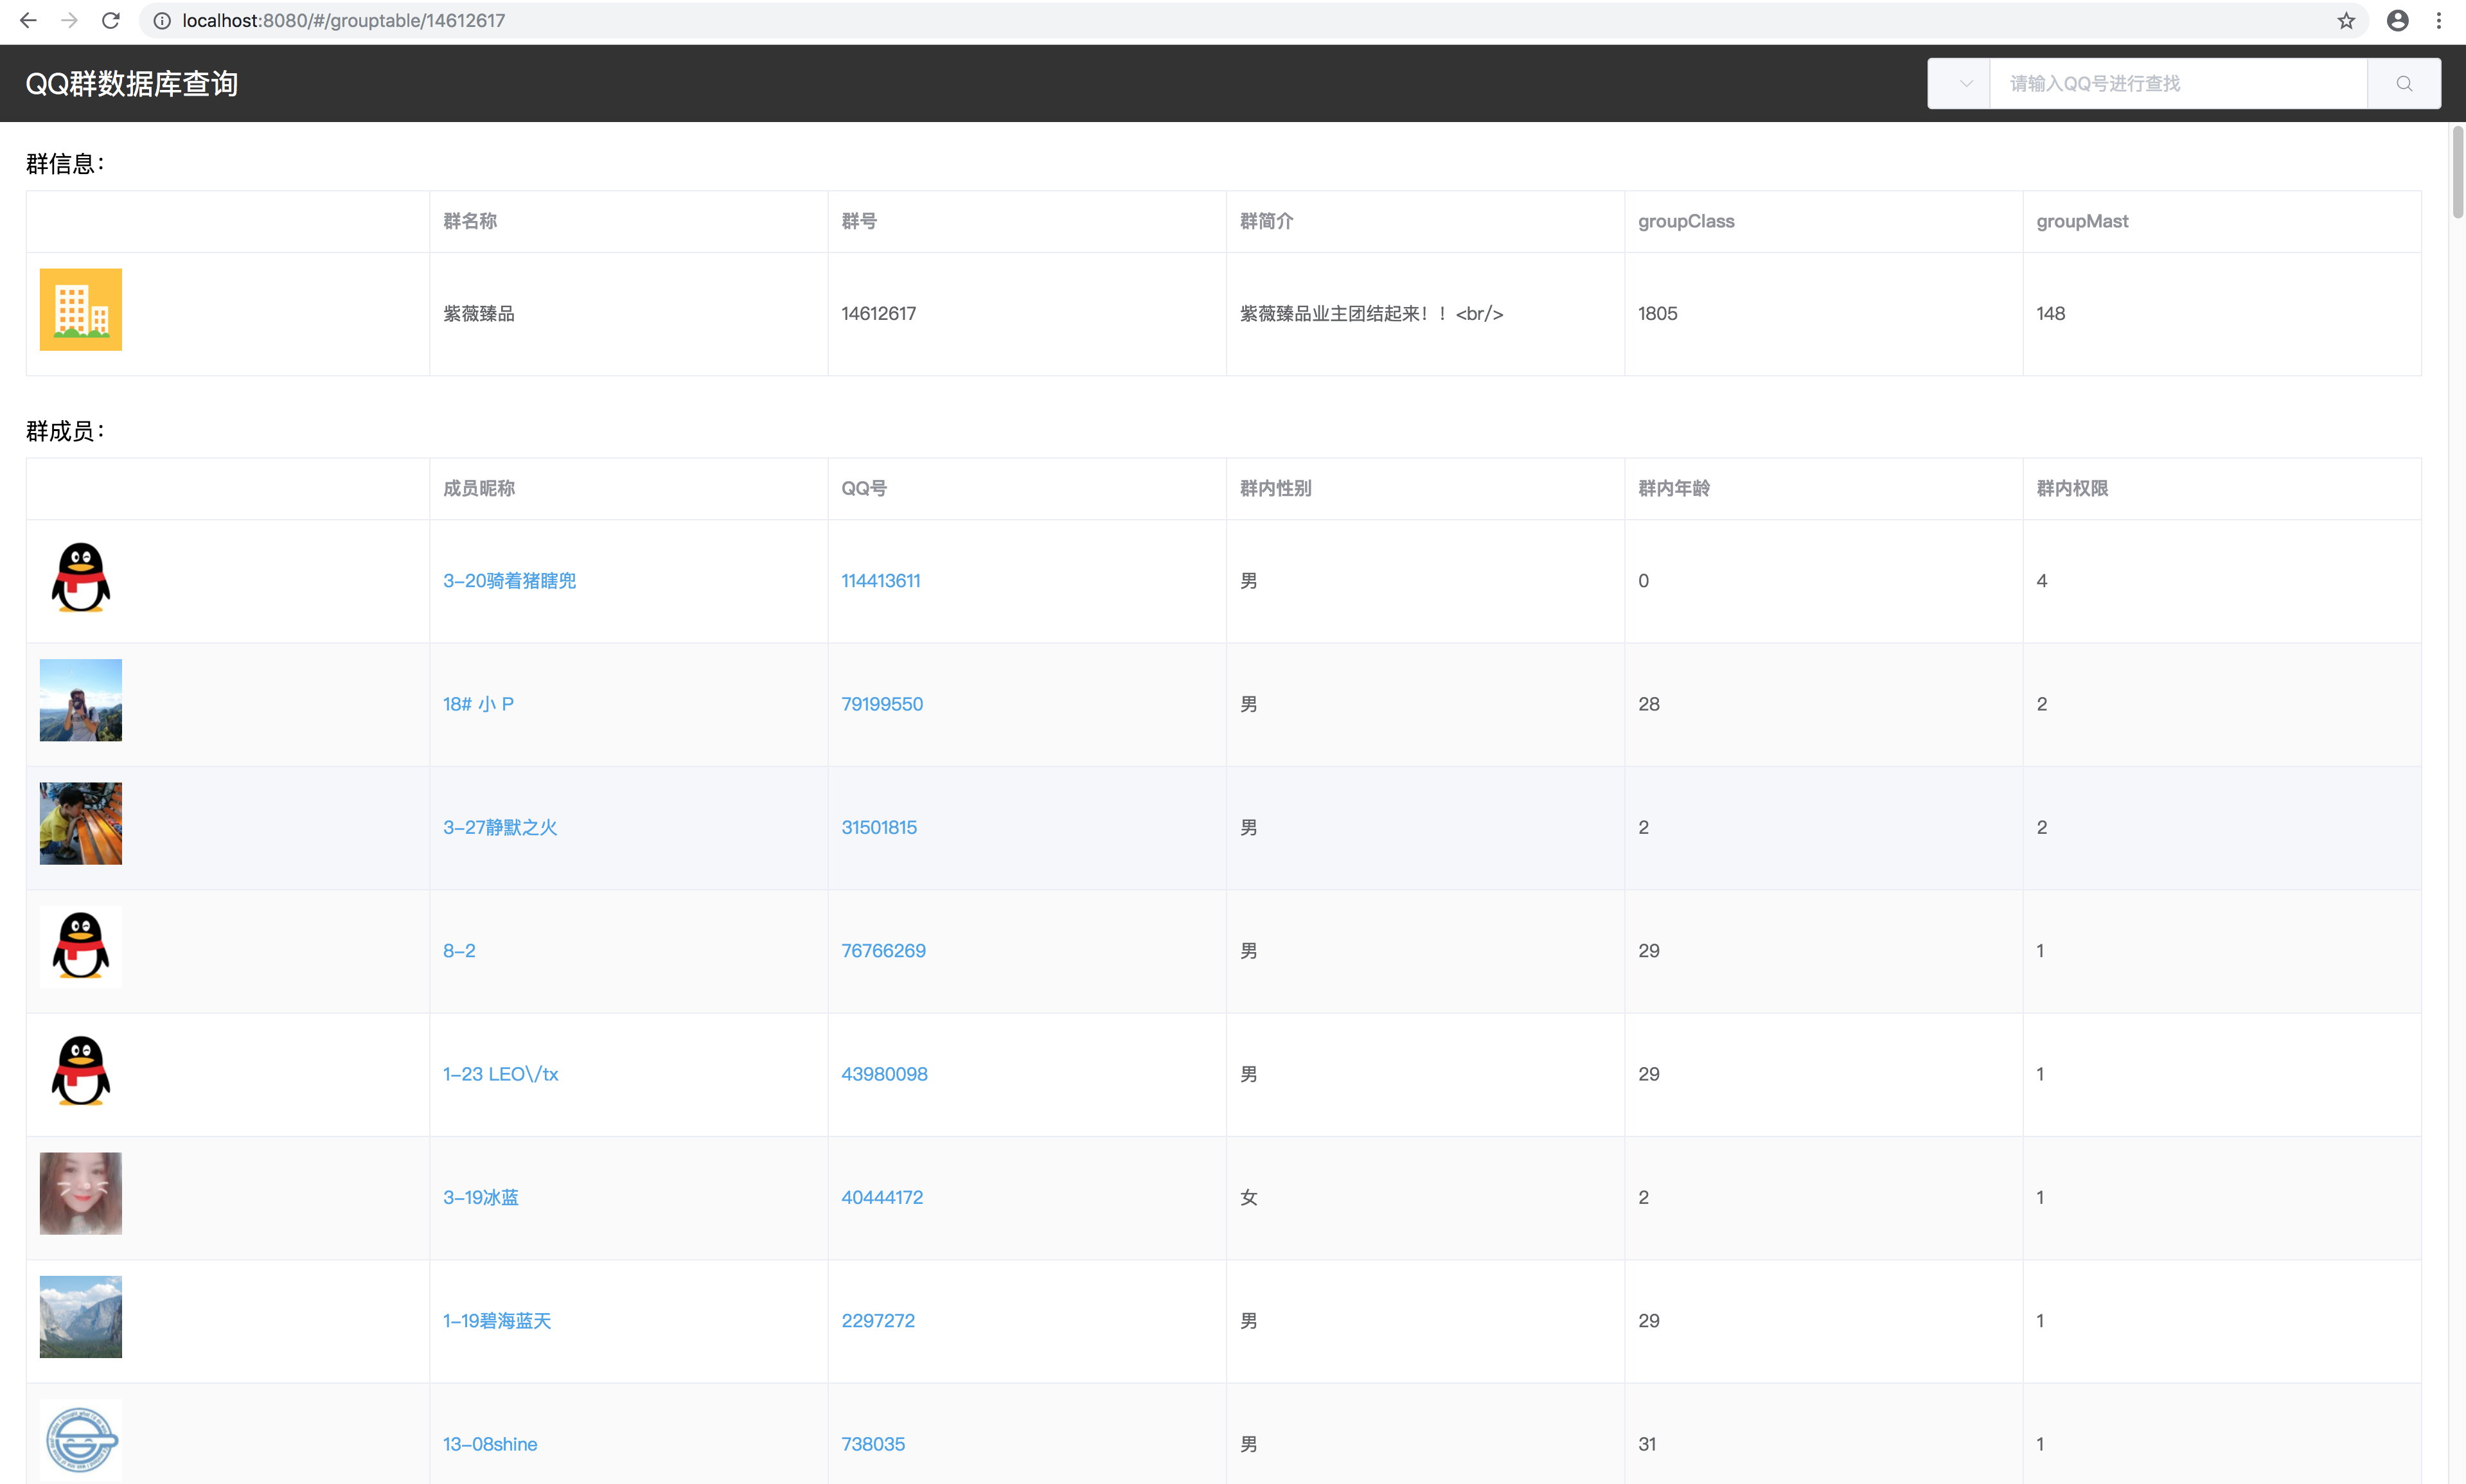 localhost:8080/#/grouptable/14612617
QQ群数据库查询
请输入QQ号进行查找
群信息：
群名称 群号 群简介 groupClass groupMast
紫薇臻品 14612617 紫薇臻品业主团结起来！！<br/> 1805 148
群成员：
成员昵称 QQ号 群内性别 群内年龄 群内权限
3-20骑着猪瞎兜 114413611 男 0 4
18# 小 P 79199550 男 28 2
3-27静默之火 31501815 男 2 2
8-2 76766269 男 29 1
1-23 LEO\/tx 43980098 男 29 1
3-19冰蓝 40444172 女 2 1
1-19碧海蓝天 2297272 男 29 1
13-08shine 738035 男 31 1